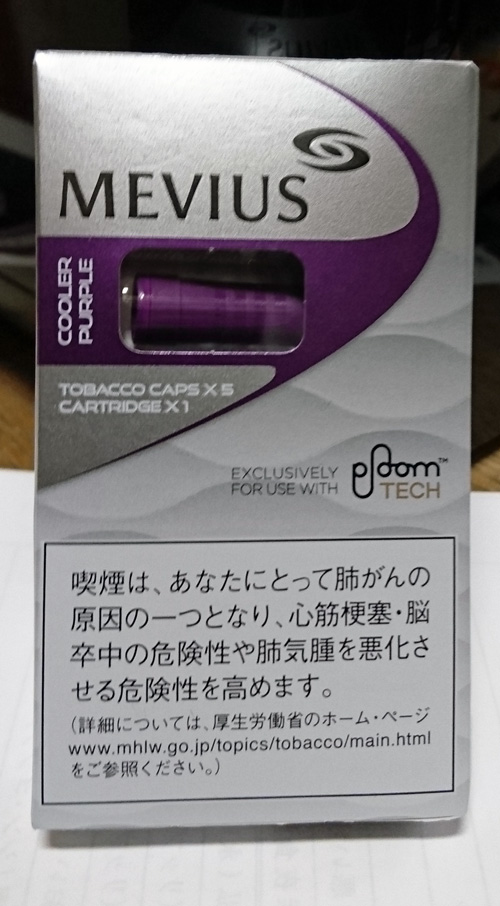 MEVIUS
COOLER
PURPLE
TOBACCO CAPS X 5
CARTRIDGE X 1
EXCLUSIVELY
FOR USE WITH
ploom™
TECH
喫煙は、あなたにとって肺がんの
原因の一つとなり、心筋梗塞・脳
卒中の危険性や肺気腫を悪化さ
せる危険性を高めます。
(詳細については、厚生労働省のホーム・ページ
www.mhlw.go.jp/topics/tobacco/main.html
をご参照ください。)